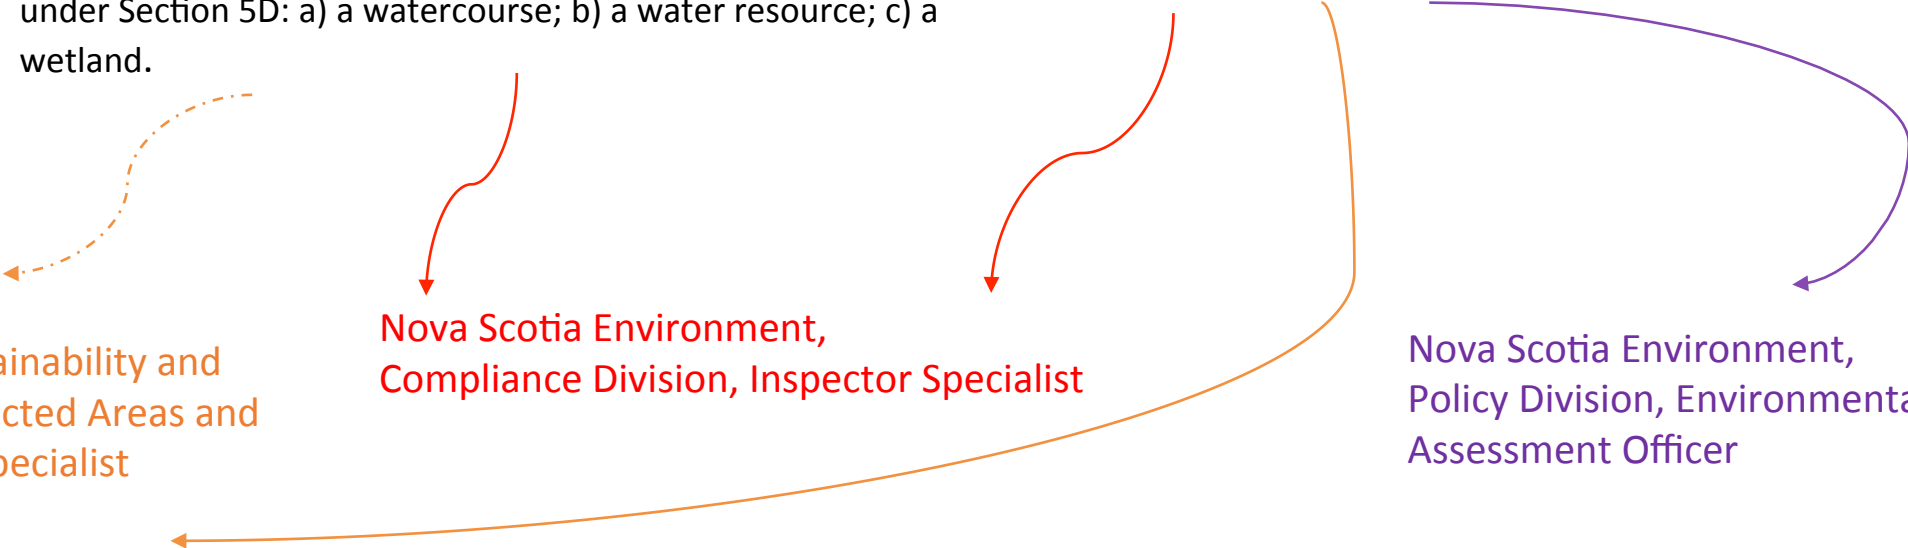 under Section 5D: a) a watercourse; b) a water resource; c) a
wetland.
Nova Scotia Environment,
Compliance Division, Inspector Specialist
ainability and
cted Areas and
pecialist
Nova Scotia Environment,
Policy Division, Environmenta
Assessment Officer